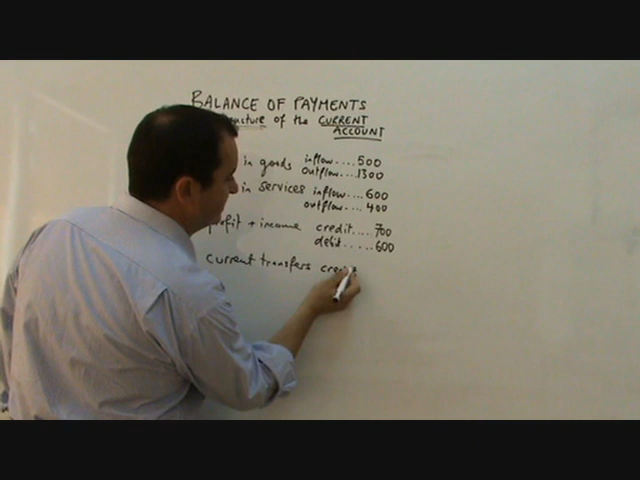 BALANCE OF PAYMENTS
of the CURRENT
ACCOUNT
in goods inflow....500
outflow....1300
in services inflow....600
outflow....400
profit + income credit....700
debit.....600
current transfers